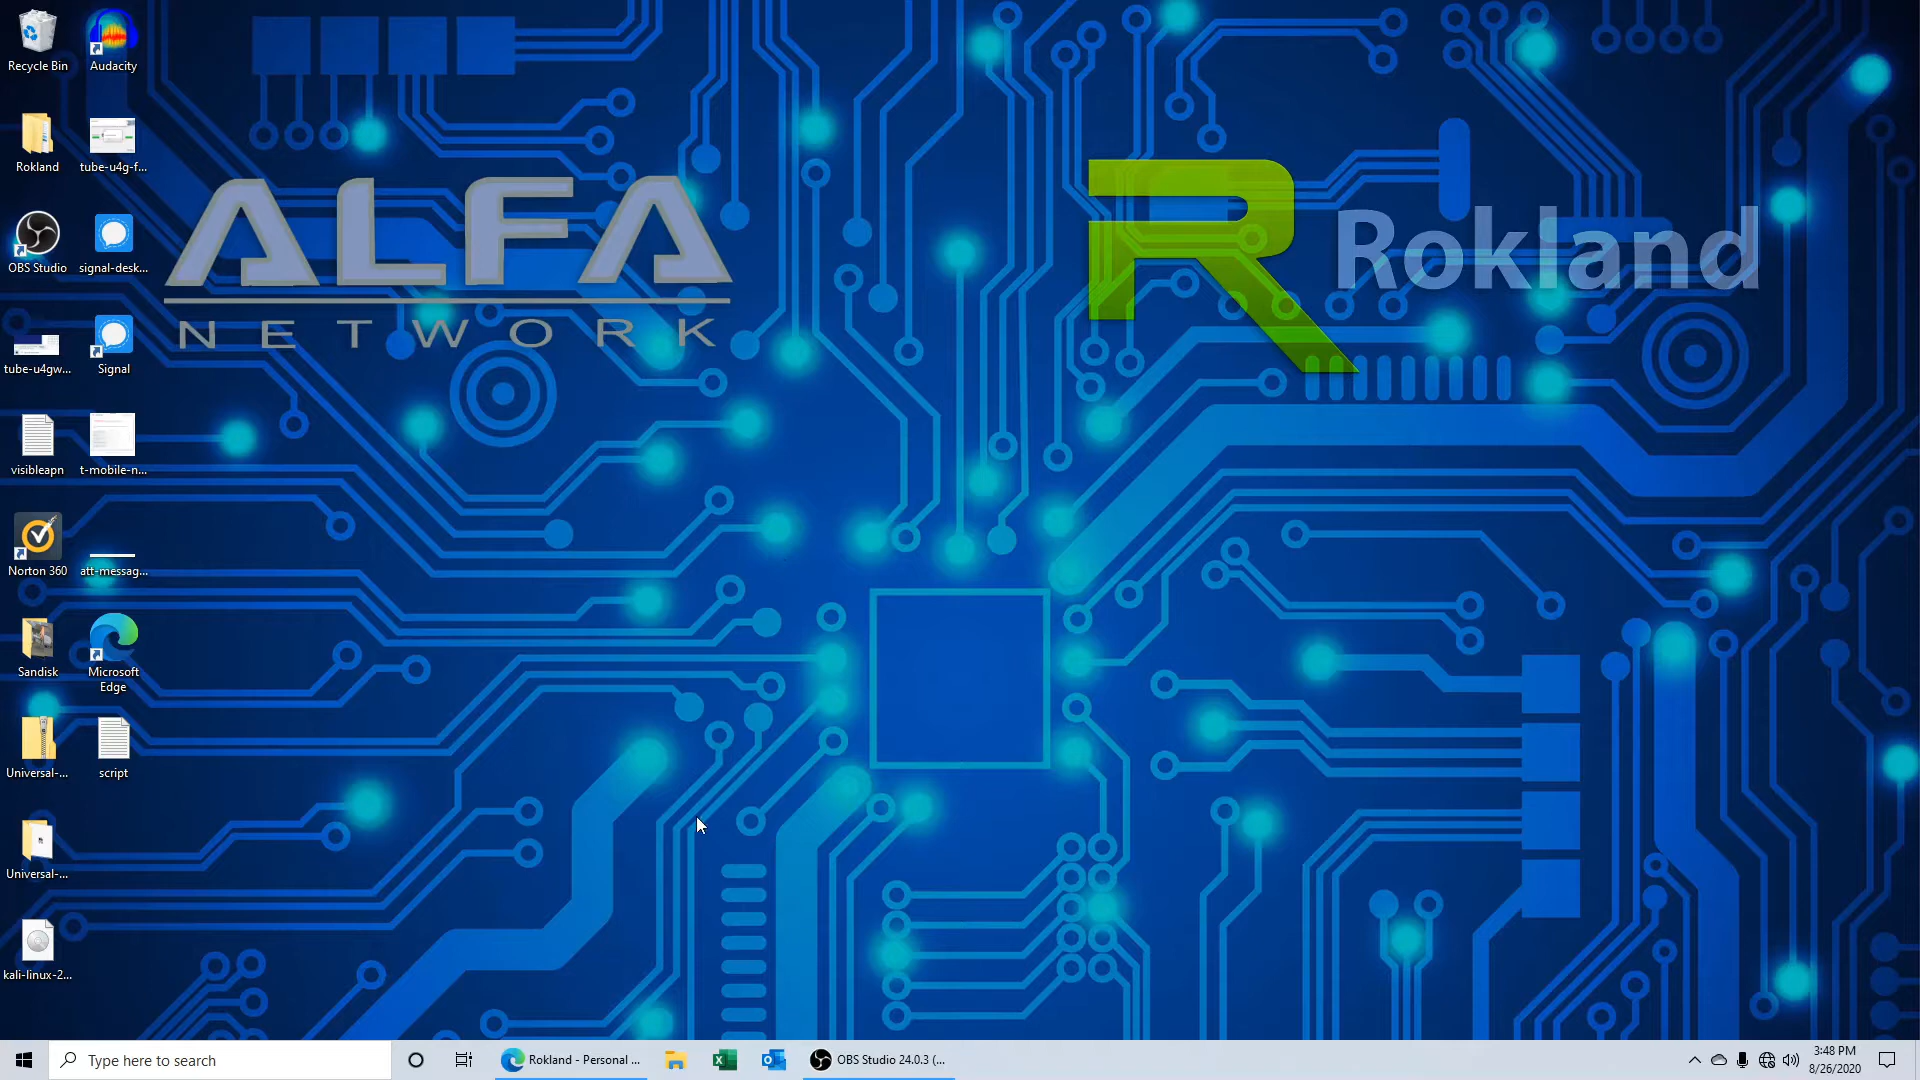 Recycle Bin
Audacity
Rokland
tube-u4g-f...
OBS Studio
signal-desk...
tube-u4gw...
Signal
visibleapn
t-mobile-n...
Norton 360
att-messag...
Sandisk
Microsoft
Edge
Universal-...
script
Universal-...
kali-linux-2...
ALFA
NETWORK
R
Rokland
Type here to search
Rokland - Personal ...
OBS Studio 24.0.3 (...
3:48 PM
8/26/2020